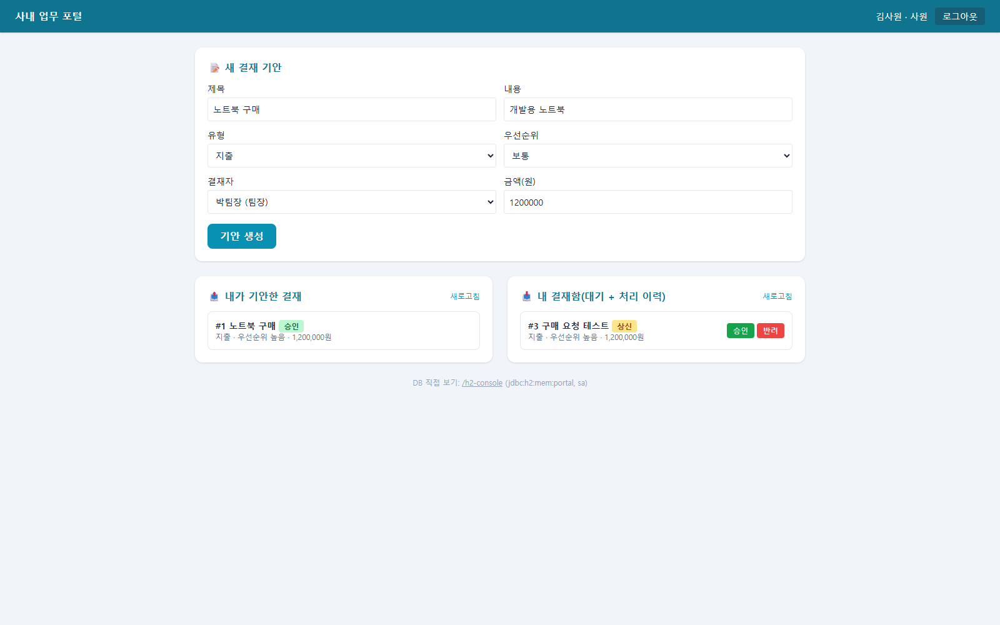 사내 업무 포털
김사원 · 사원 로그아웃
새 결재 기안
제목
노트북 구매
내용
개발용 노트북
유형
지출
우선순위
보통
결재자
박팀장 (팀장)
금액(원)
1200000
기안 생성
내가 기안한 결재 새로고침
#1 노트북 구매 승인
지출 · 우선순위 높음 · 1,200,000원
내 결재함(대기 + 처리 이력) 새로고침
#3 구매 요청 테스트 상신
지출 · 우선순위 높음 · 1,200,000원
승인 반려
DB 직접 보기: /h2-console (jdbc:h2:mem:portal, sa)